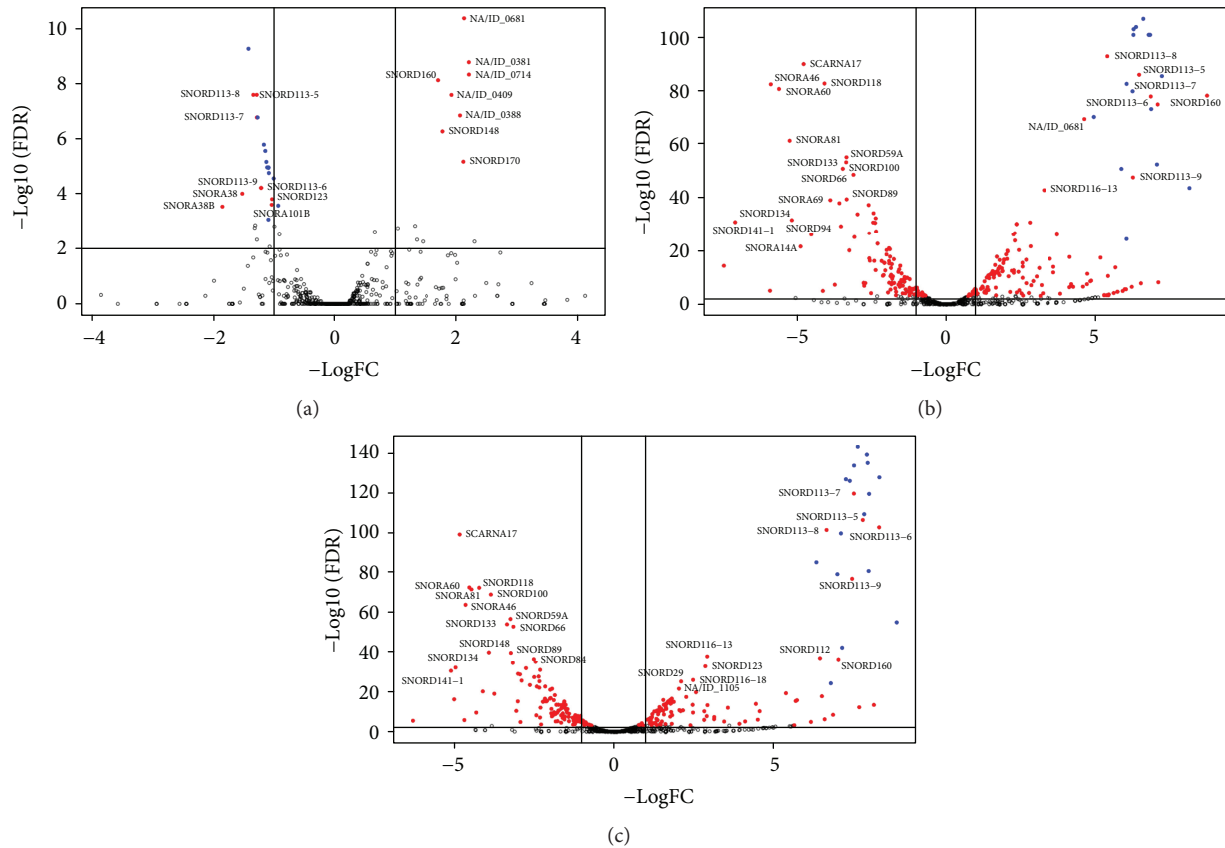 10
8
6
4
2
0
−Log10 (FDR)
NA/ID_0681
NA/ID_0381
SNORD160
NA/ID_0714
SNORD113-8
SNORD113-5
NA/ID_0409
SNORD113-7
NA/ID_0388
SNORD148
SNORD170
SNORD113-9
SNORD113-6
SNORA38
SNORD123
SNORA38B
SNORA101B
−4
−2
0
2
4
−LogFC
(a)
100
80
60
40
20
0
−Log10 (FDR)
SNORD113-8
SCARNA17
SNORD113-5
SNORA46
SNORD118
SNORD113-7
SNORA60
SNORD113-6
SNORD160
NA/ID_0681
SNORA81
SNORD59A
SNORD133
SNORD100
SNORD66
SNORD113-9
SNORD116-13
SNORA69
SNORD89
SNORD134
SNORD141-1
SNORD94
SNORA14A
−5
0
5
−LogFC
(b)
140
120
100
80
60
40
20
0
−Log10 (FDR)
SNORD113-7
SNORD113-5
SNORD113-8
SNORD113-6
SCARNA17
SNORD113-9
SNORA60
SNORD118
SNORA81
SNORD100
SNORA46
SNORD59A
SNORD133
SNORD66
SNORD148
SNORD89
SNORD134
SNORD84
SNORD141-1
SNORD116-13
SNORD112
SNORD123
SNORD160
SNORD29
SNORD116-18
NA/ID_1105
−5
0
5
−LogFC
(c)